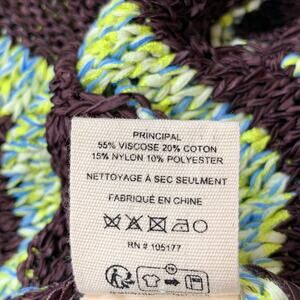 PRINCIPAL
55% VISCOSE 20% COTON
15% NYLON 10% POLYESTER
NETTOYAGE À SEC SEULMENT
FABRIQUÉ EN CHINE
RN # 105177